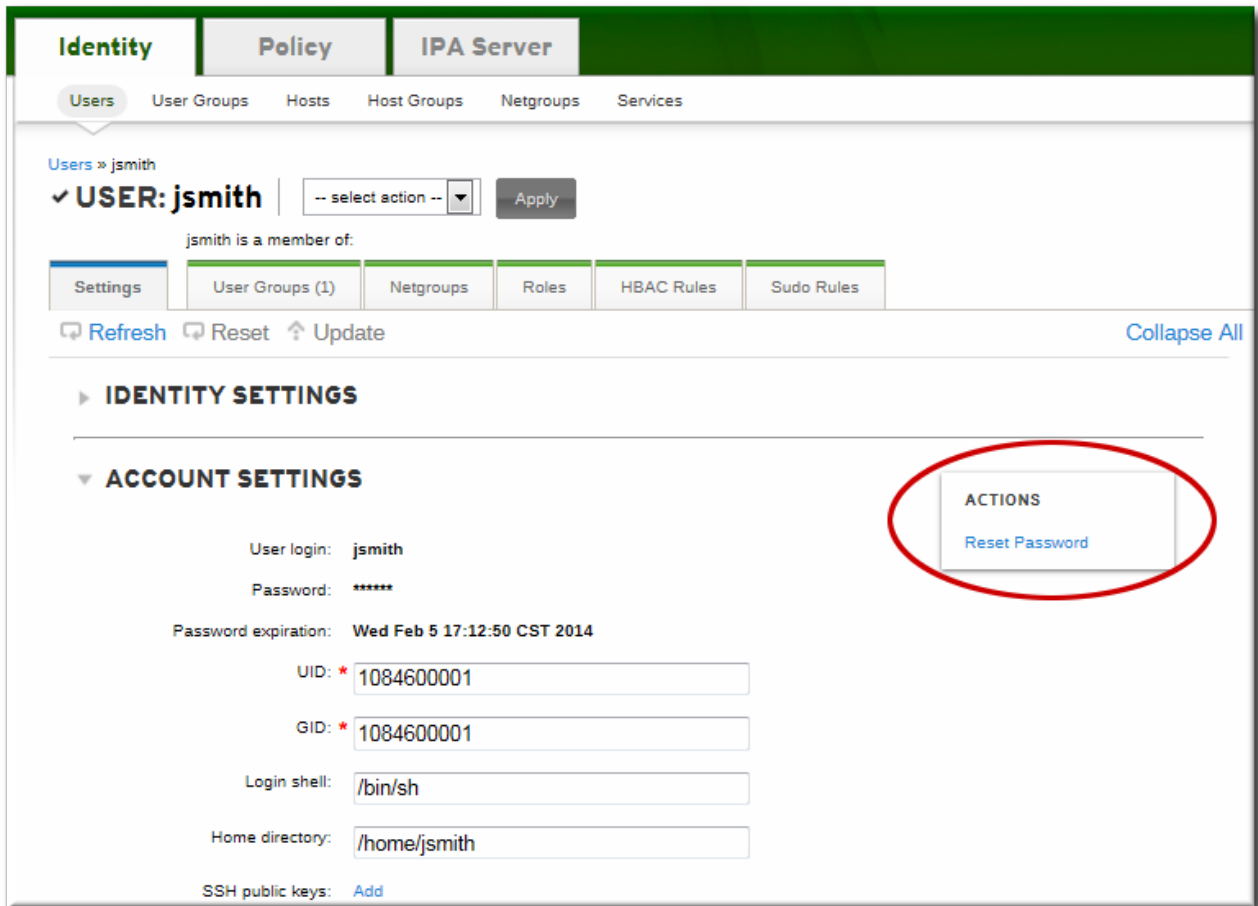 Identity Policy IPA Server
Users User Groups Hosts Host Groups Netgroups Services
Users » jsmith
USER: jsmith -- select action -- Apply
jsmith is a member of:
Settings User Groups (1) Netgroups Roles HBAC Rules Sudo Rules
Refresh Reset Update Collapse All
IDENTITY SETTINGS
ACCOUNT SETTINGS
ACTIONS
Reset Password
User login: jsmith
Password: ******
Password expiration: Wed Feb 5 17:12:50 CST 2014
UID: * 1084600001
GID: * 1084600001
Login shell: /bin/sh
Home directory: /home/jsmith
SSH public keys: Add